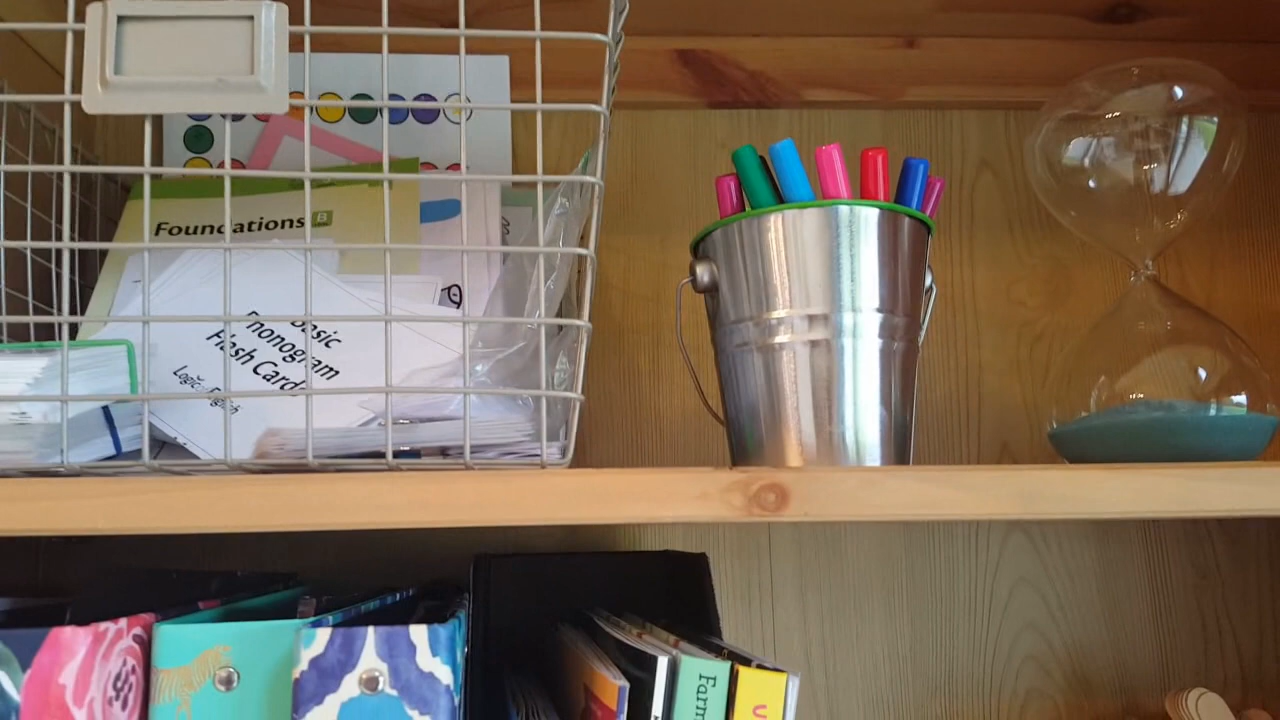 Foundations B
Basic
Phonogram
Flash Cards
Logic of English
Farm